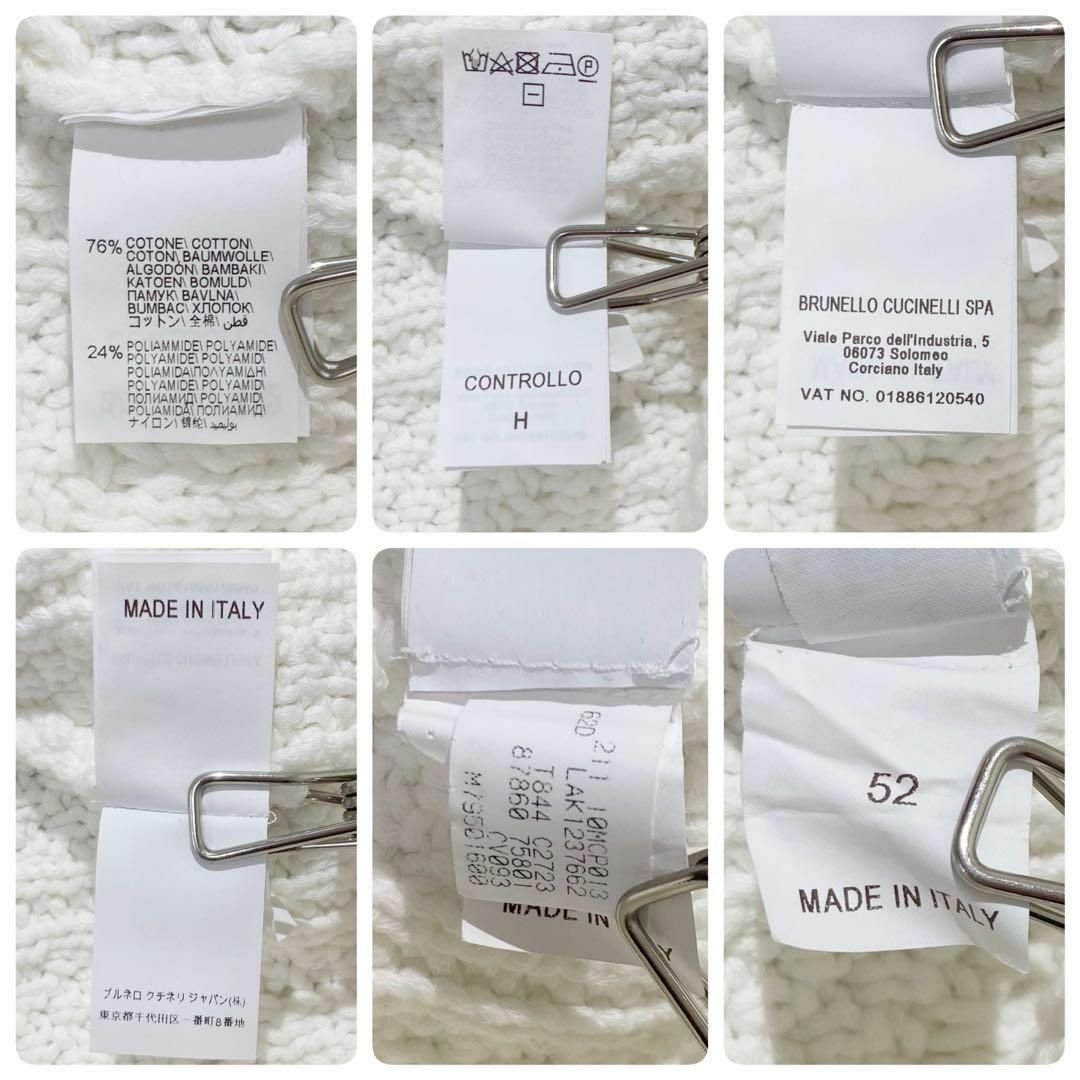 76% COTONE\ COTTON\
COTON\ BAUMWOLLE\
ALGODÓN\ BAMBAKI\
KATOEN\ BOMULD\
ПАМУК\ BAVLNA\
BUMBAC\ ХЛОПОК\
コットン\ 全棉\ قطن
24% POLIAMMIDE\ POLYAMIDE\
POLYAMIDE\ POLYAMID\
POLIAMIDA\ ΠΟΛΥΑΜΙΔΗ\
POLYAMIDE\ POLYAMID\
ПОЛИАМИД\ POLYAMID\
POLIAMIDA\ ПОЛИАМИД\
ナイロン\ 锦纶\ بوليميد
P
CONTROLLO
H
BRUNELLO CUCINELLI SPA
Viale Parco dell'Industria, 5
06073 Solomeo
Corciano Italy
VAT NO. 01886120540
MADE IN ITALY
ブルネロ クチネリ ジャパン(株)
東京都千代田区一番町8番地
62D 211 10MCP013
LAK1237662
T844 C2723
87860 75801
CV093
M79501600
MADE IN
Y
52
MADE IN ITALY